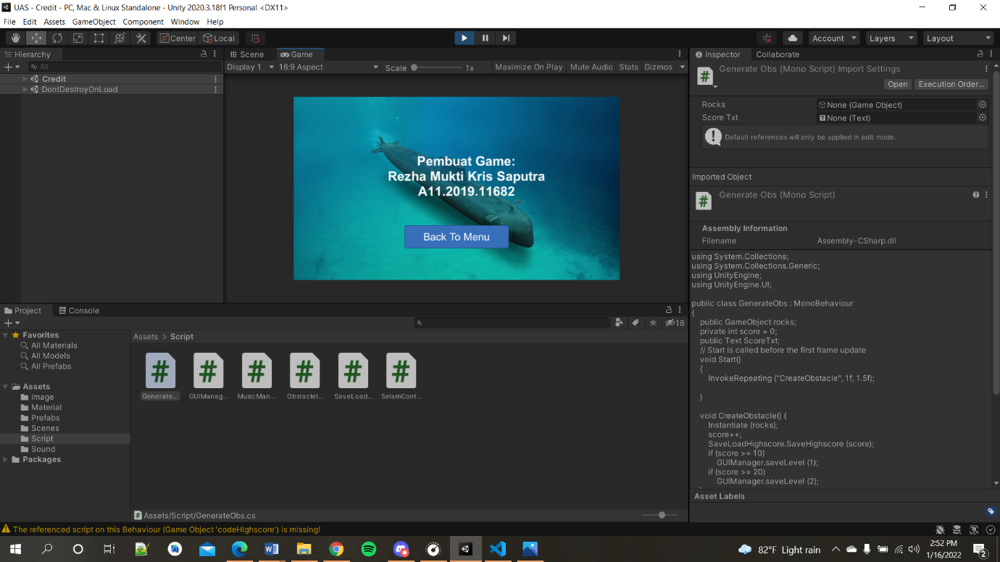 UAS - Credit - PC, Mac & Linux Standalone - Unity 2020.3.18f1 Personal <DX11>
File Edit Assets GameObject Component Window Help
Center Local Account Layers Layout
Hierarchy
All
Credit
DontDestroyOnLoad
Scene Game
Display 1 16:9 Aspect Scale 1x Maximize On Play Mute Audio Stats Gizmos
Pembuat Game:
Rezha Mukti Kris Saputra
A11.2019.11682
Back To Menu
Inspector Collaborate
Generate Obs (Mono Script) Import Settings
Open Execution Order...
Rocks None (Game Object)
Score Txt None (Text)
Default references will only be applied in edit mode.
Imported Object
Generate Obs (Mono Script)
Assembly Information
Filename Assembly-CSharp.dll
using System.Collections;
using System.Collections.Generic;
using UnityEngine;
using UnityEngine.UI;
public class GenerateObs : MonoBehaviour
{
public GameObject rocks;
private int score = 0;
public Text ScoreTxt;
// Start is called before the first frame update
void Start()
{
InvokeRepeating ("CreateObstacle", 1f, 1.5f);
}
void CreateObstacle() {
Instantiate (rocks);
score++;
SaveLoadHighscore.SaveHighscore (score);
if (score >= 10)
GUIManager.saveLevel (1);
if (score >= 20)
GUIManager.saveLevel (2);
Asset Labels
Project Console
18
Favorites
All Materials
All Models
All Prefabs
Assets
Image
Material
Prefabs
Scenes
Script
Sound
Packages
Assets > Script
Generate... GUIManag... MusicMan... ObstacleI... SaveLoad... SelamCont...
Assets/Script/GenerateObs.cs
The referenced script on this Behaviour (Game Object 'codeHighscore') is missing!
82°F Light rain
2:52 PM
1/16/2022
2